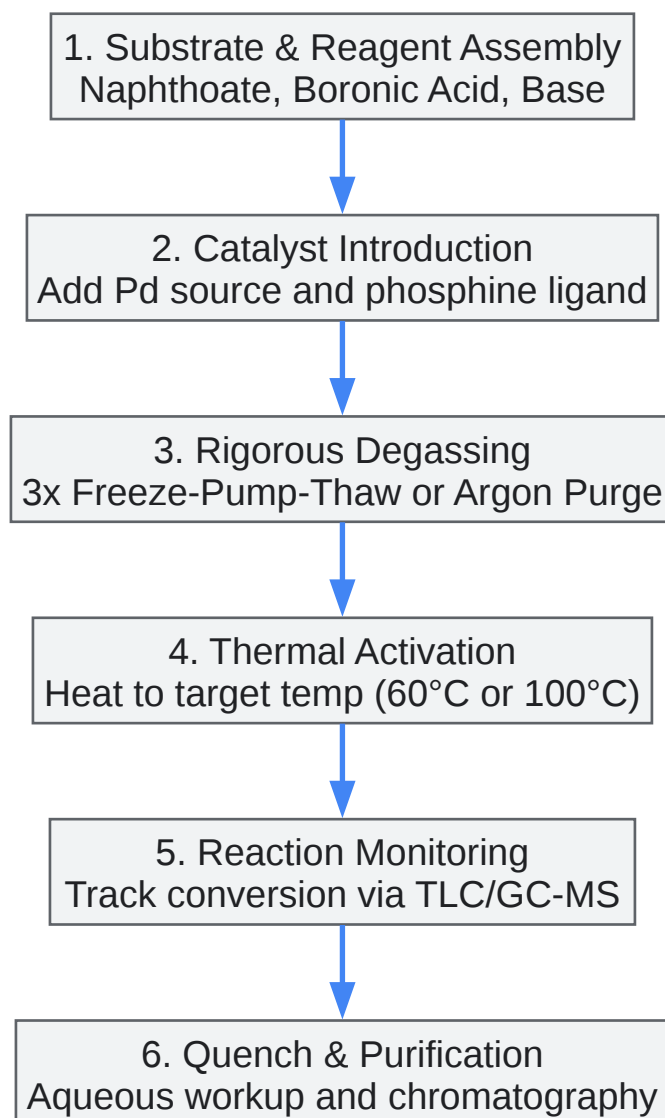 1. Substrate & Reagent Assembly
Naphthoate, Boronic Acid, Base
2. Catalyst Introduction
Add Pd source and phosphine ligand
3. Rigorous Degassing
3x Freeze-Pump-Thaw or Argon Purge
4. Thermal Activation
Heat to target temp (60°C or 100°C)
5. Reaction Monitoring
Track conversion via TLC/GC-MS
6. Quench & Purification
Aqueous workup and chromatography